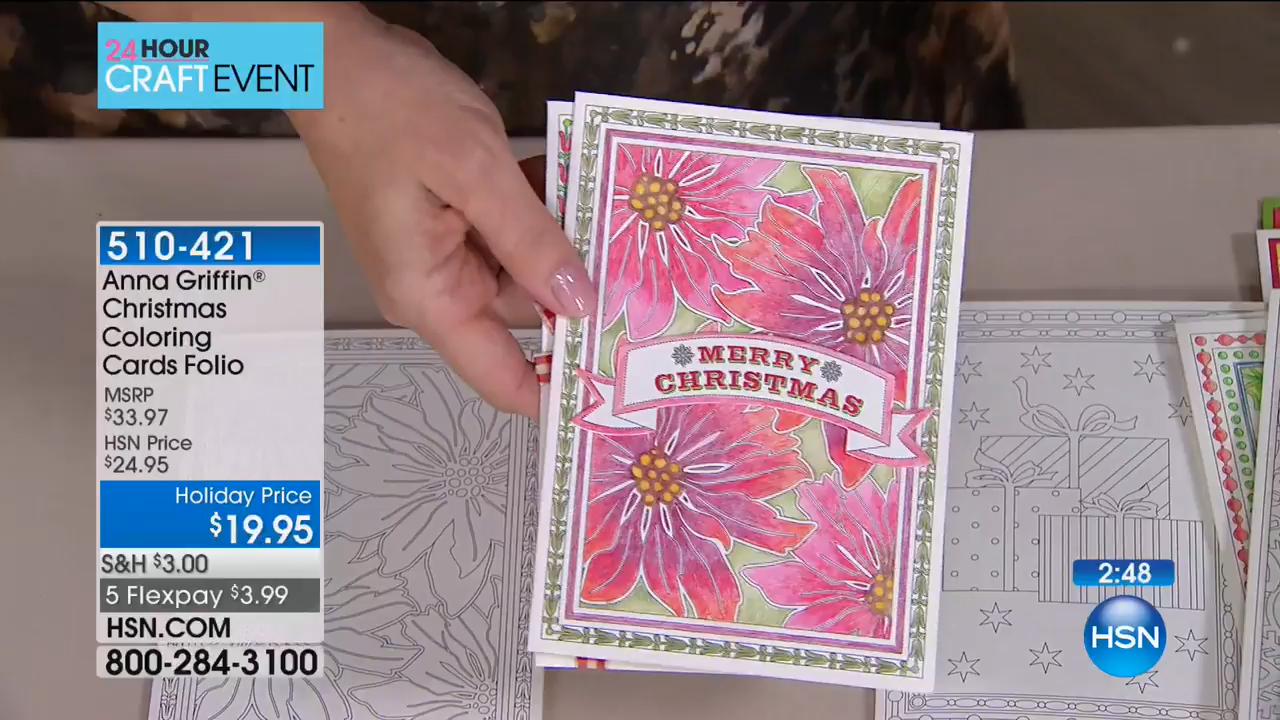 24 HOUR
CRAFT EVENT
510-421
Anna Griffin®
Christmas
Coloring
Cards Folio
MSRP
$33.97
HSN Price
$24.95
Holiday Price
$19.95
S&H $3.00
5 Flexpay $3.99
HSN.COM
800-284-3100
MERRY
CHRISTMAS
2:48
HSN